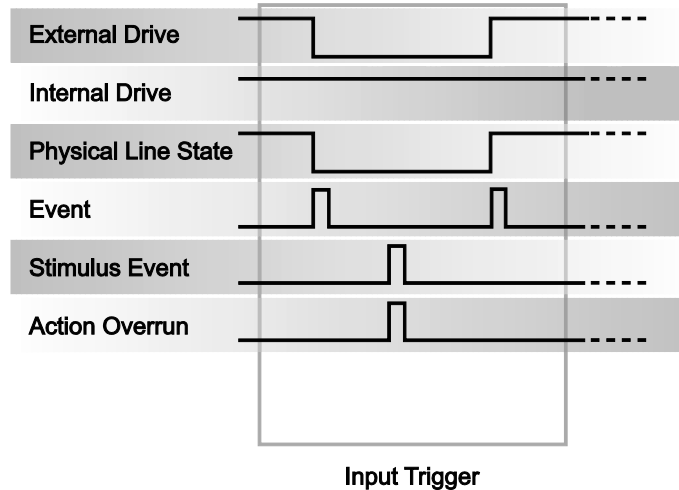 External Drive
Internal Drive
Physical Line State
Event
Stimulus Event
Action Overrun
Input Trigger